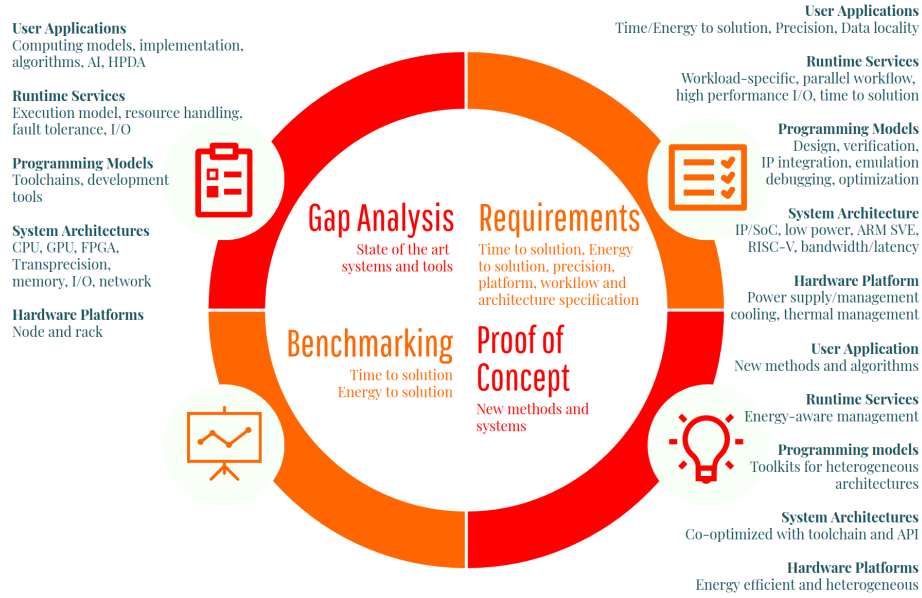 User Applications
Computing models, implementation,
algorithms, AI, HPDA
Runtime Services
Execution model, resource handling,
fault tolerance, I/O
Programming Models
Toolchains, development
tools
System Architectures
CPU, GPU, FPGA,
Transprecision,
memory, I/O, network
Hardware Platforms
Node and rack
Gap Analysis
State of the art
systems and tools
Requirements
Time to solution, Energy
to solution, precision,
platform, workflow and
architecture specification
Benchmarking
Time to solution
Energy to solution
Proof of
Concept
New methods and
systems
User Applications
Time/Energy to solution, Precision, Data locality
Runtime Services
Workload-specific, parallel workflow,
high performance I/O, time to solution
Programming Models
Design, verification,
IP integration, emulation
debugging, optimization
System Architecture
IP/SoC, low power, ARM SVE,
RISC-V, bandwidth/latency
Hardware Platform
Power supply/management
cooling, thermal management
User Application
New methods and algorithms
Runtime Services
Energy-aware management
Programming models
Toolkits for heterogeneous
architectures
System Architectures
Co-optimized with toolchain and API
Hardware Platforms
Energy efficient and heterogeneous